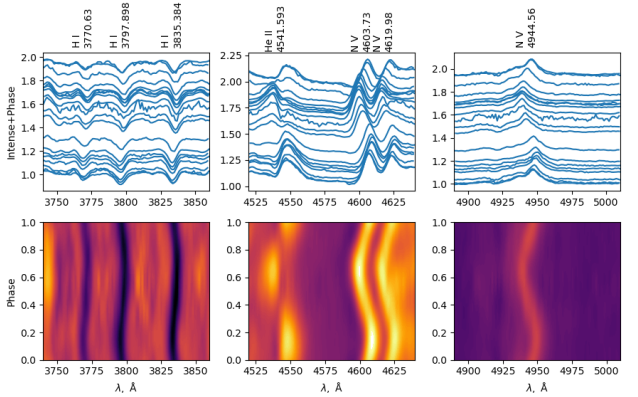 H I 3770.63
H I 3797.898
H I 3835.384
He II 4541.593
N V 4603.73
N V 4619.98
N V 4944.56
Intense+Phase
2.0
1.8
1.6
1.4
1.2
1.0
3750 3775 3800 3825
2.25
2.00
1.75
1.50
1.25
1.00
4525 4550 4575 4600 4625
2.0
1.8
1.6
1.4
1.2
1.0
4900 4925 4950 4975 5000
Phase
1.0
0.8
0.6
0.4
0.2
0.0
3750 3775 3800 3825
λ, Å
1.0
0.8
0.6
0.4
0.2
0.0
4525 4550 4575 4600 4625
λ, Å
1.0
0.8
0.6
0.4
0.2
0.0
4900 4925 4950 4975 5000
λ, Å